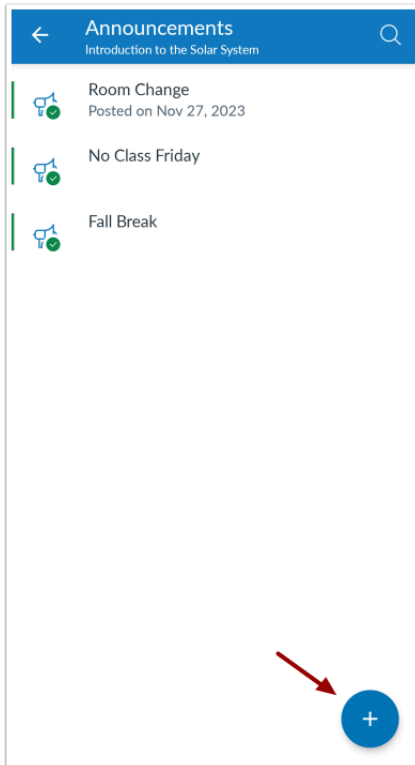 Announcements
Introduction to the Solar System
Room Change
Posted on Nov 27, 2023
No Class Friday
Fall Break
+